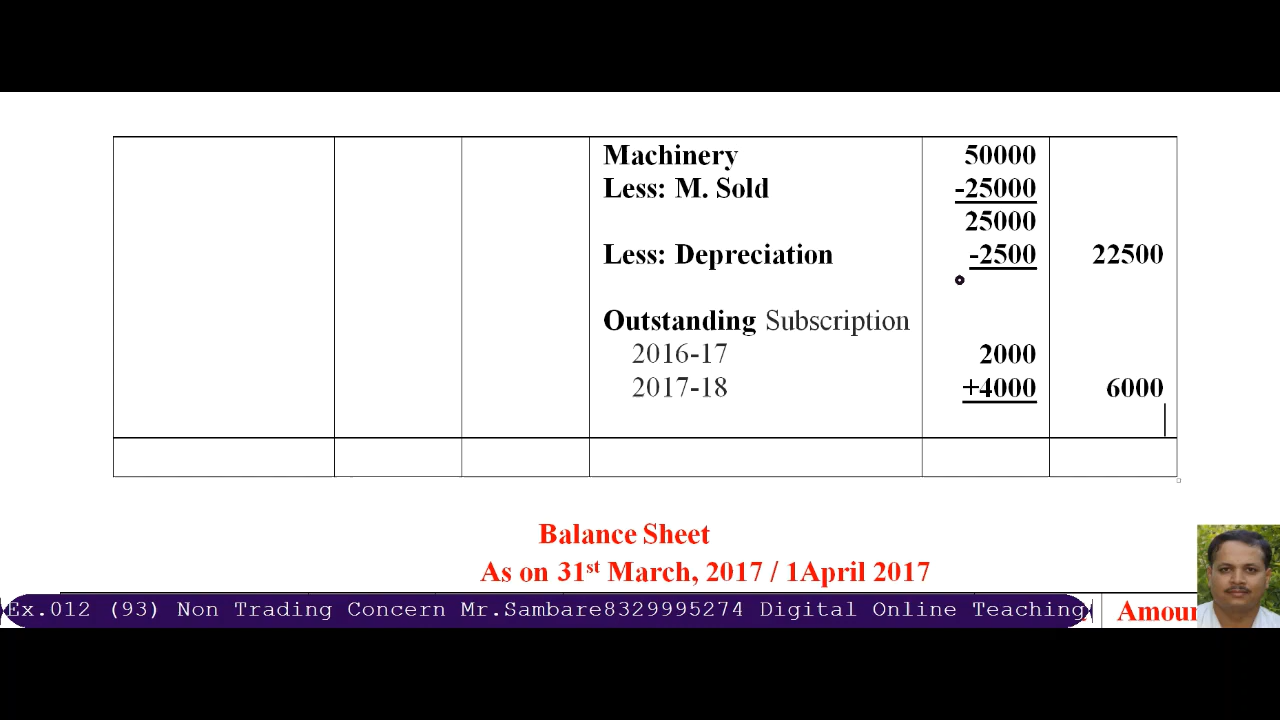 Machinery 50000
Less: M. Sold -25000
25000
Less: Depreciation -2500 22500
Outstanding Subscription
2016-17 2000
2017-18 +4000 6000
Balance Sheet
As on 31st March, 2017 / 1April 2017
Ex.012 (93) Non Trading Concern Mr.Sambare8329995274 Digital Online Teaching